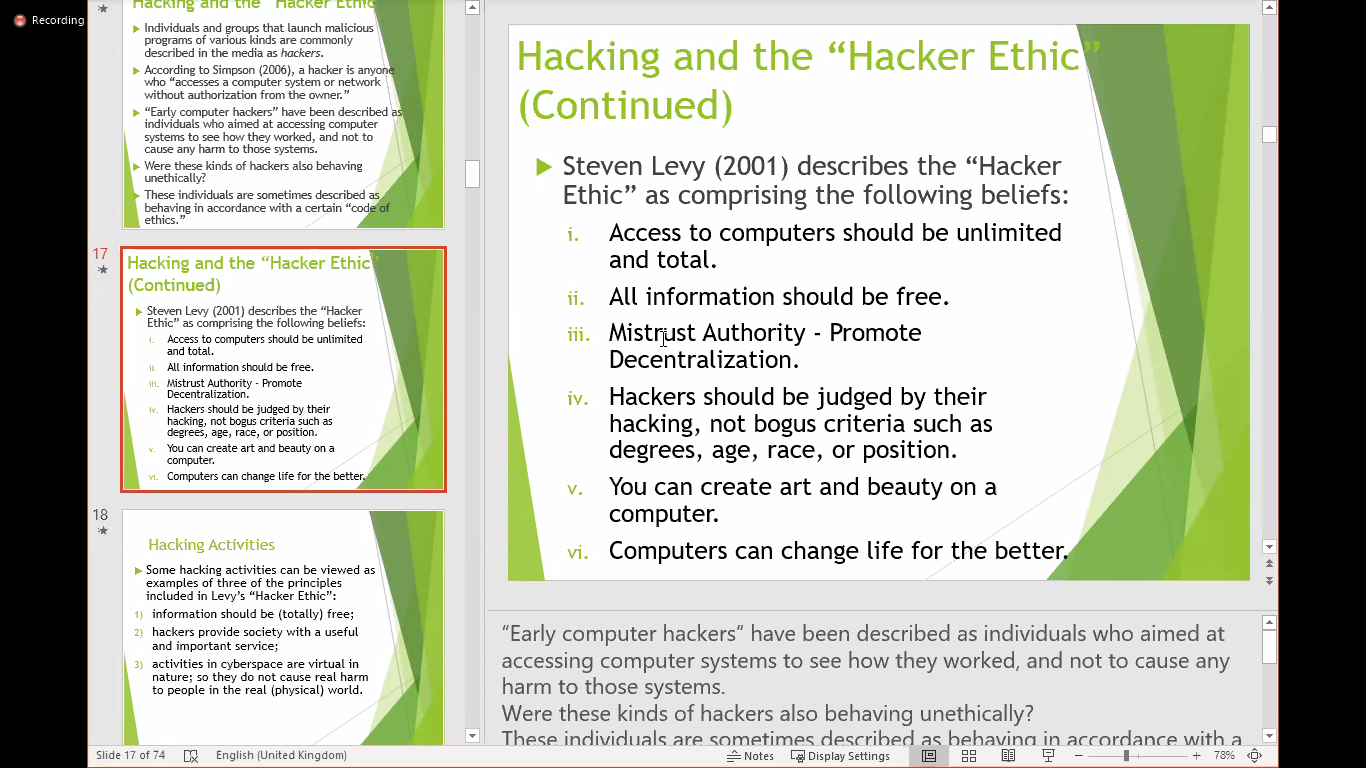 Recording
Hacking and the “Hacker Ethic”
Individuals and groups that launch malicious
programs of various kinds are commonly
described in the media as hackers.
According to Simpson (2006), a hacker is anyone
who “accesses a computer system or network
without authorization from the owner.”
“Early computer hackers” have been described as
individuals who aimed at accessing computer
systems to see how they worked, and not to
cause any harm to those systems.
Were these kinds of hackers also behaving
unethically?
These individuals are sometimes described as
behaving in accordance with a certain “code of
ethics.”
17
Hacking and the “Hacker Ethic”
(Continued)
Steven Levy (2001) describes the “Hacker
Ethic” as comprising the following beliefs:
i. Access to computers should be unlimited
and total.
ii. All information should be free.
iii. Mistrust Authority - Promote
Decentralization.
iv. Hackers should be judged by their
hacking, not bogus criteria such as
degrees, age, race, or position.
v. You can create art and beauty on a
computer.
vi. Computers can change life for the better.
18
Hacking Activities
Some hacking activities can be viewed as
examples of three of the principles
included in Levy’s “Hacker Ethic”:
1) information should be (totally) free;
2) hackers provide society with a useful
and important service;
3) activities in cyberspace are virtual in
nature; so they do not cause real harm
to people in the real (physical) world.
Hacking and the “Hacker Ethic”
(Continued)
Steven Levy (2001) describes the “Hacker
Ethic” as comprising the following beliefs:
i. Access to computers should be unlimited
and total.
ii. All information should be free.
iii. Mistrust Authority - Promote
Decentralization.
iv. Hackers should be judged by their
hacking, not bogus criteria such as
degrees, age, race, or position.
v. You can create art and beauty on a
computer.
vi. Computers can change life for the better.
“Early computer hackers” have been described as individuals who aimed at
accessing computer systems to see how they worked, and not to cause any
harm to those systems.
Were these kinds of hackers also behaving unethically?
These individuals are sometimes described as behaving in accordance with a
Slide 17 of 74 English (United Kingdom) Notes Display Settings 78%